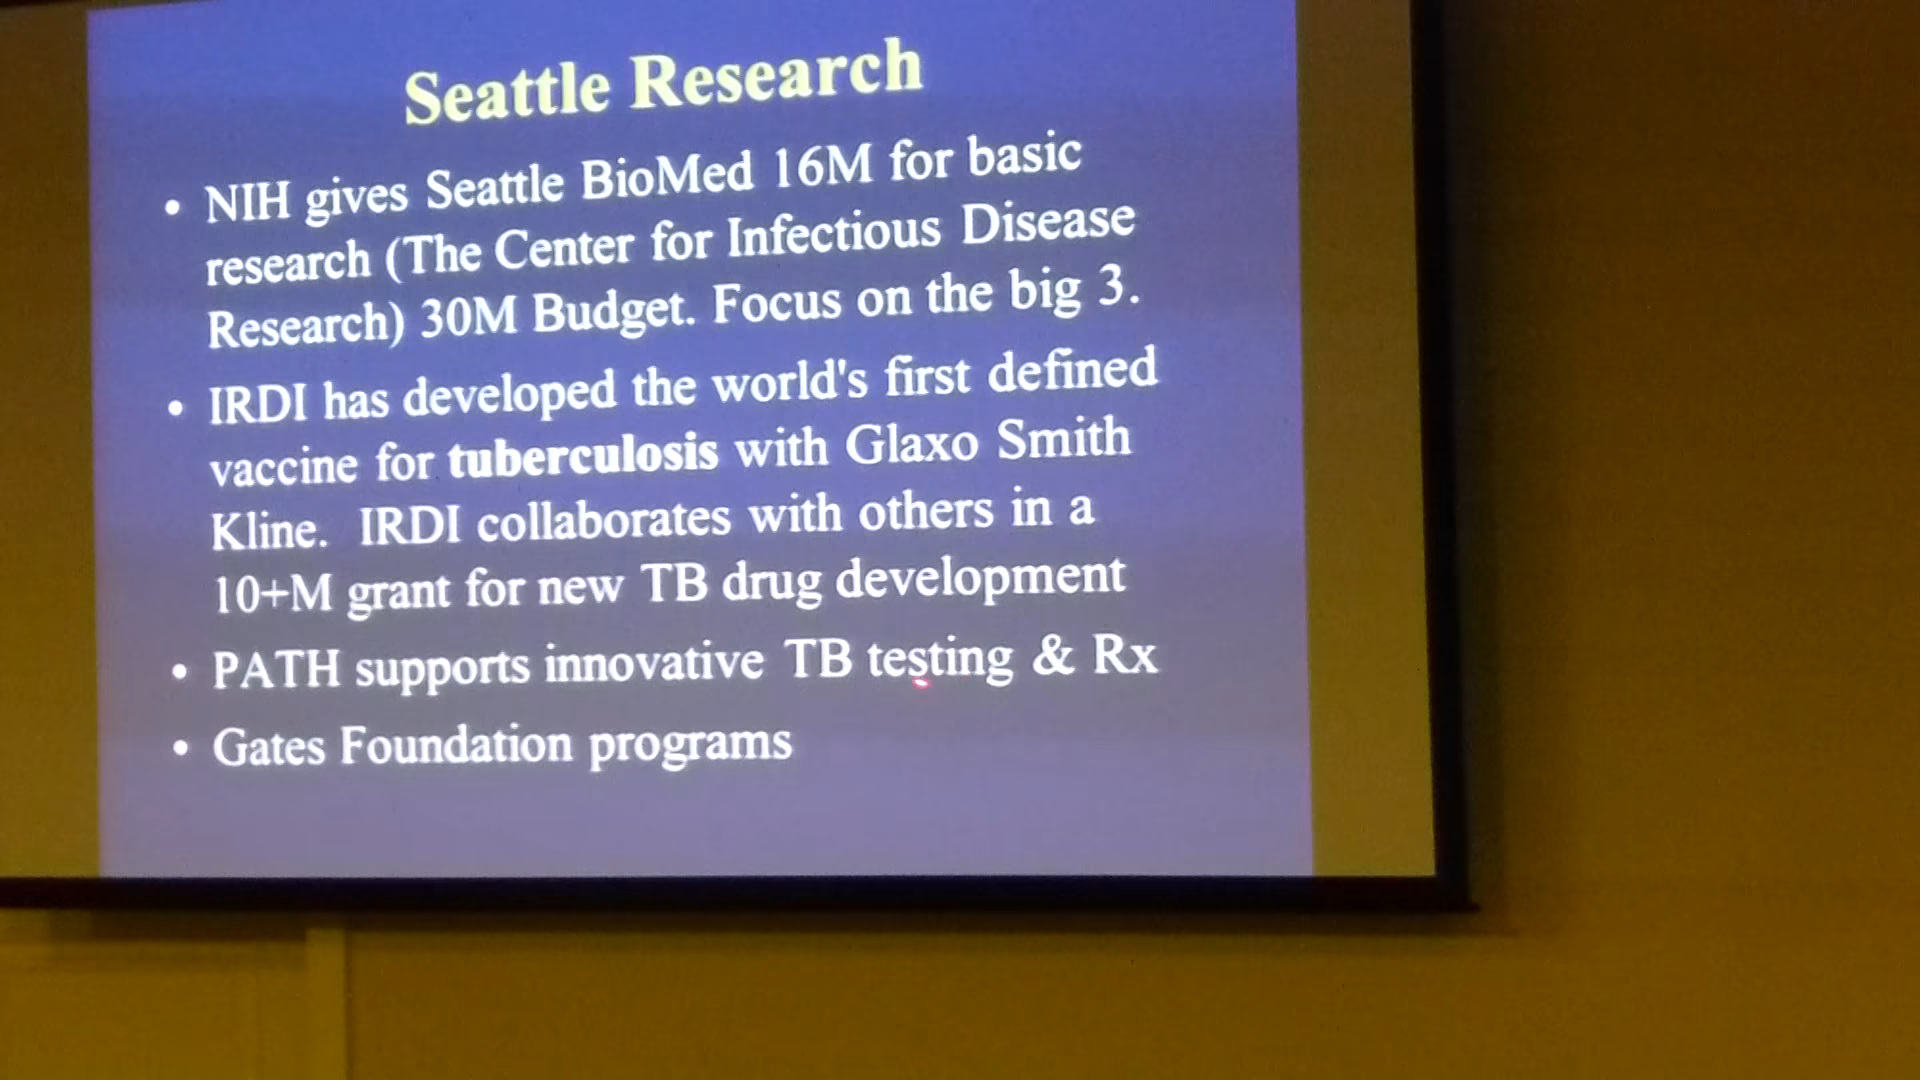 Seattle Research
• NIH gives Seattle BioMed 16M for basic
research (The Center for Infectious Disease
Research) 30M Budget. Focus on the big 3.
• IRDI has developed the world's first defined
vaccine for tuberculosis with Glaxo Smith
Kline. IRDI collaborates with others in a
10+M grant for new TB drug development
• PATH supports innovative TB testing & Rx
• Gates Foundation programs